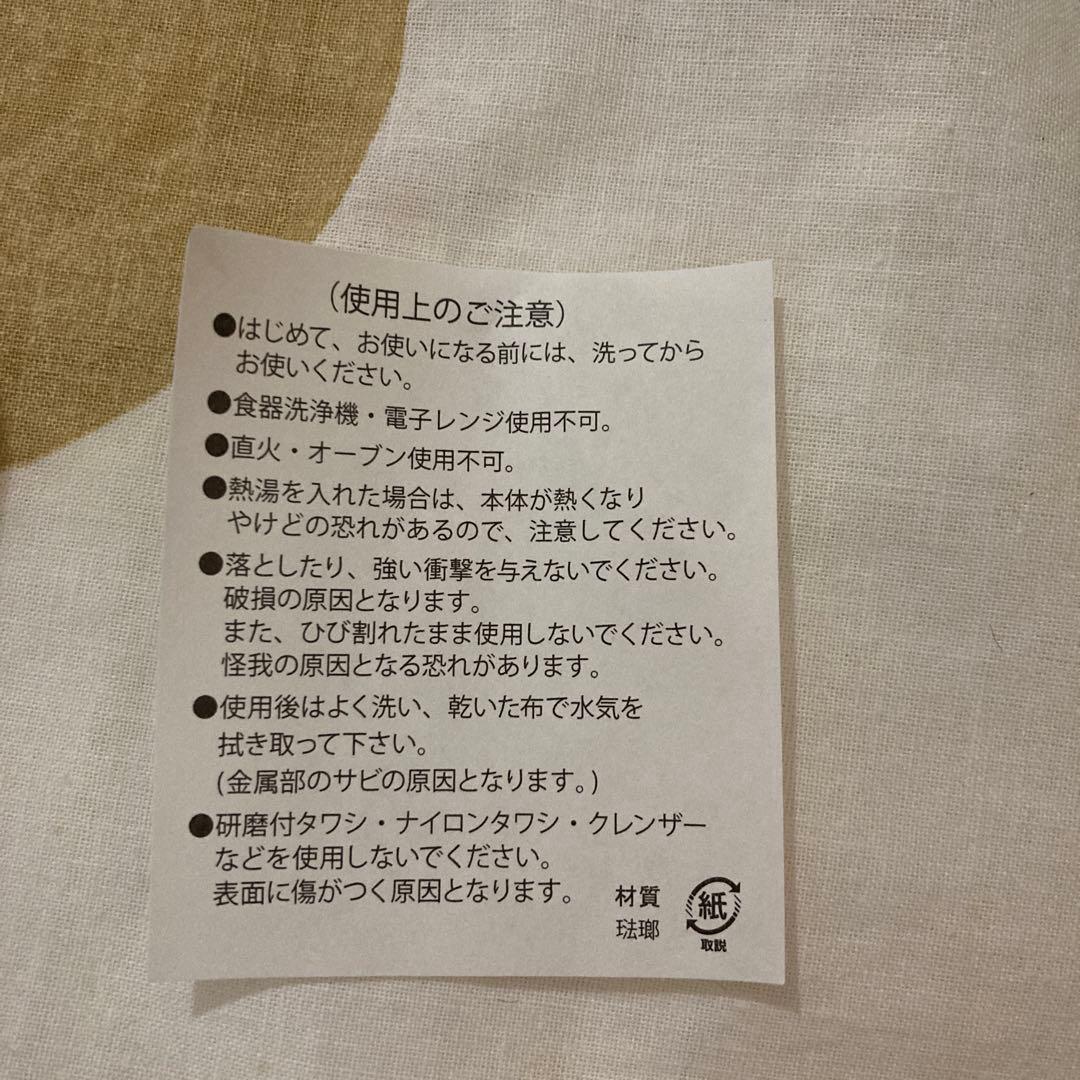 （使用上のご注意）
●はじめて、お使いになる前には、洗ってから
お使いください。
●食器洗浄機・電子レンジ使用不可。
●直火・オーブン使用不可。
●熱湯を入れた場合は、本体が熱くなり
やけどの恐れがあるので、注意してください。
●落としたり、強い衝撃を与えないでください。
破損の原因となります。
また、ひび割れたまま使用しないでください。
怪我の原因となる恐れがあります。
●使用後はよく洗い、乾いた布で水気を
拭き取って下さい。
(金属部のサビの原因となります。)
●研磨付タワシ・ナイロンタワシ・クレンザー
などを使用しないでください。
表面に傷がつく原因となります。
材質
琺瑯
紙
取説